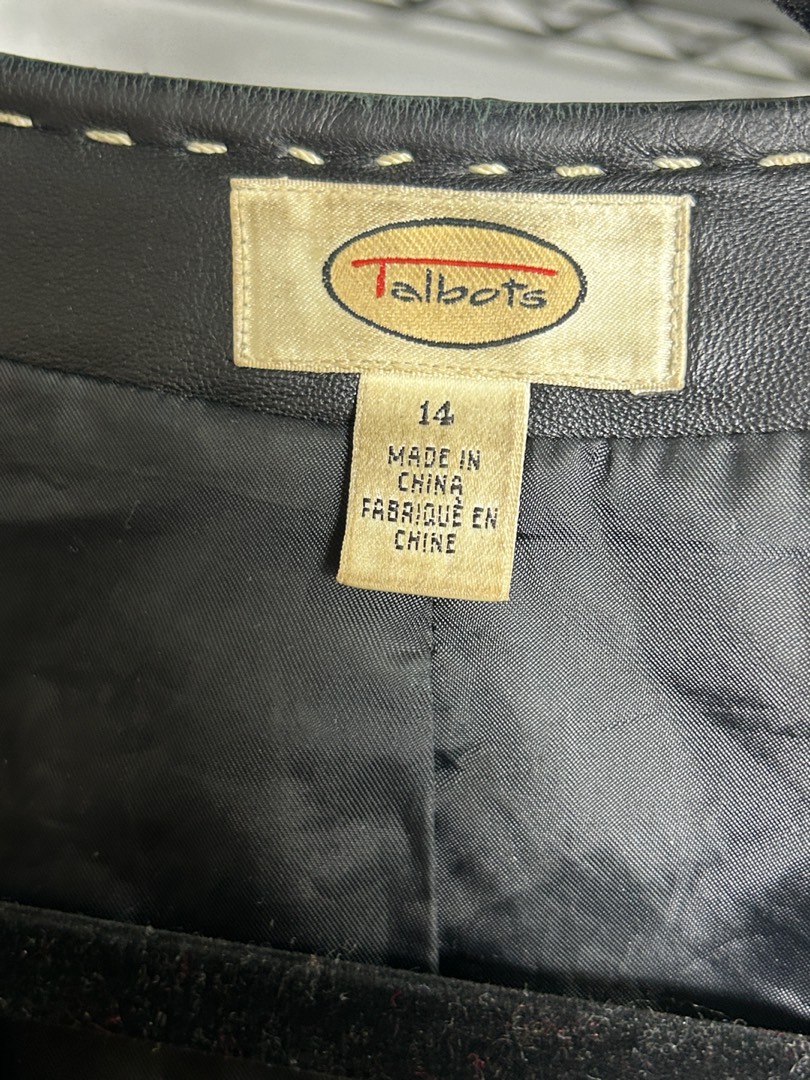 Talbots
14
MADE IN
CHINA
FABRIQUÈ EN
CHINE